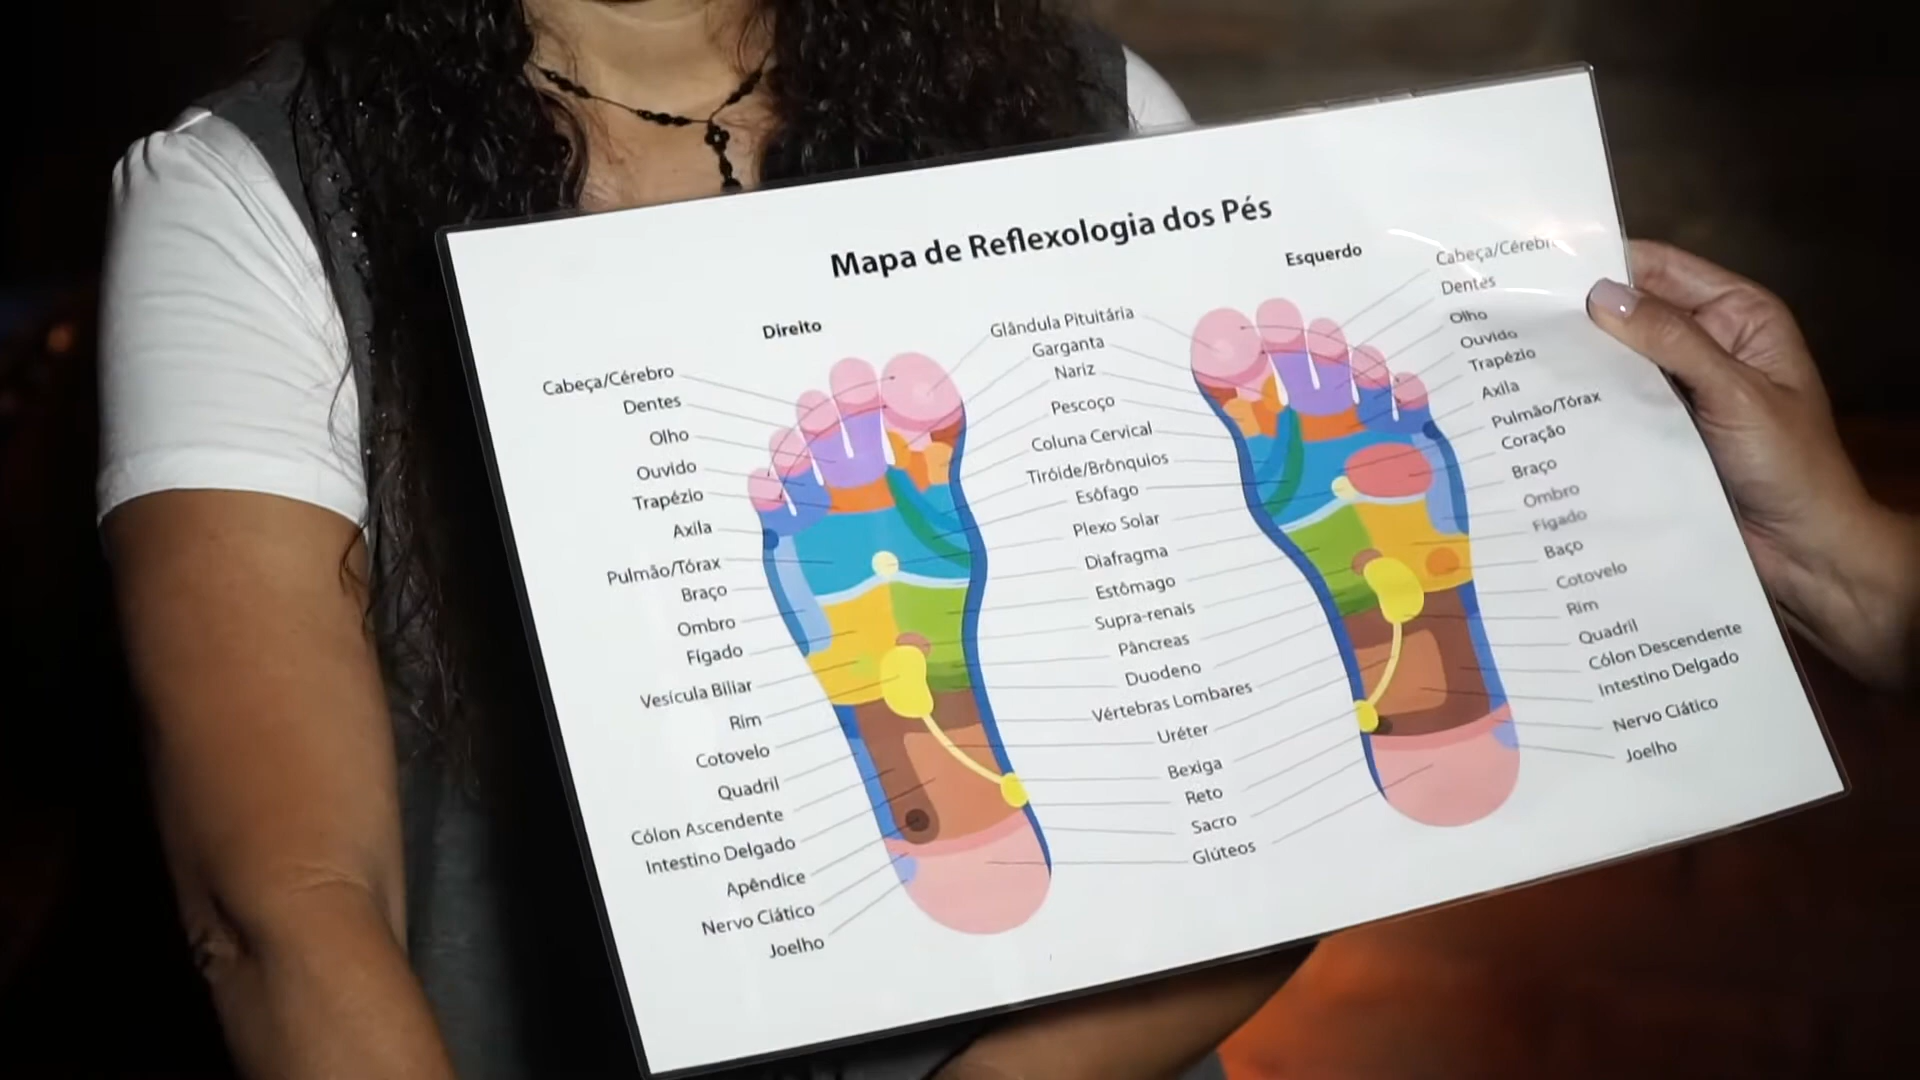 Mapa de Reflexologia dos Pés
Direito
Cabeça/Cérebro
Dentes
Olho
Ouvido
Trapézio
Axila
Pulmão/Tórax
Braço
Ombro
Fígado
Vesícula Biliar
Rim
Cotovelo
Quadril
Cólon Ascendente
Intestino Delgado
Apêndice
Nervo Ciático
Joelho
Glândula Pituitária
Garganta
Nariz
Pescoço
Coluna Cervical
Tiróide/Brônquios
Esôfago
Plexo Solar
Diafragma
Estômago
Supra-renais
Pâncreas
Duodeno
Vértebras Lombares
Uréter
Bexiga
Reto
Sacro
Glúteos
Esquerdo
Cabeça/Cérebr
Dentes
Olho
Ouvido
Trapézio
Axila
Pulmão/Tórax
Coração
Braço
Ombro
Fígado
Baço
Cotovelo
Rim
Quadril
Cólon Descendente
Intestino Delgado
Nervo Ciático
Joelho